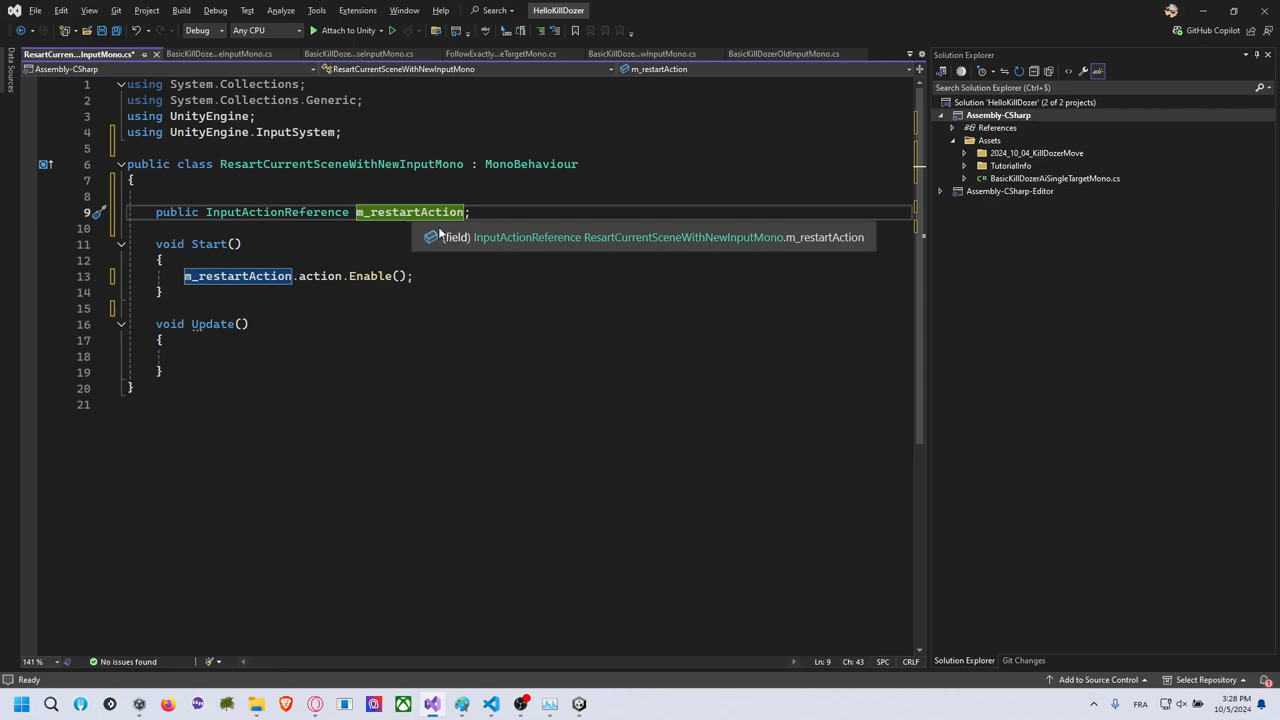 File Edit View Git Project Build Debug Test Analyze Tools Extensions Window Help Search HelloKillDozer
Debug Any CPU Attach to Unity GitHub Copilot
ResartCurren...InputMono.cs* BasicKillDoze...eInputMono.cs BasicKillDozer...seInputMono.cs FollowExactly...eTargetMono.cs BasicKillDozer...wInputMono.cs BasicKillDozerOldInputMono.cs
Assembly-CSharp ResartCurrentSceneWithNewInputMono m_restartAction
Data Sources
1 using System.Collections;
2 using System.Collections.Generic;
3 using UnityEngine;
4 using UnityEngine.InputSystem;
5
6 public class ResartCurrentSceneWithNewInputMono : MonoBehaviour
7 {
8
9 public InputActionReference m_restartAction;
10
(field) InputActionReference ResartCurrentSceneWithNewInputMono.m_restartAction
11 void Start()
12 {
13 m_restartAction.action.Enable();
14 }
15
16 void Update()
17 {
18
19 }
20 }
21
141 % No issues found Ln: 9 Ch: 43 SPC CRLF
Solution Explorer
Search Solution Explorer (Ctrl+$)
Solution 'HelloKillDozer' (2 of 2 projects)
Assembly-CSharp
References
Assets
2024_10_04_KillDozerMove
TutorialInfo
BasicKillDozerAiSingleTargetMono.cs
Assembly-CSharp-Editor
Solution Explorer Git Changes
Ready Add to Source Control Select Repository
FR 3:28 PM
10/5/2024